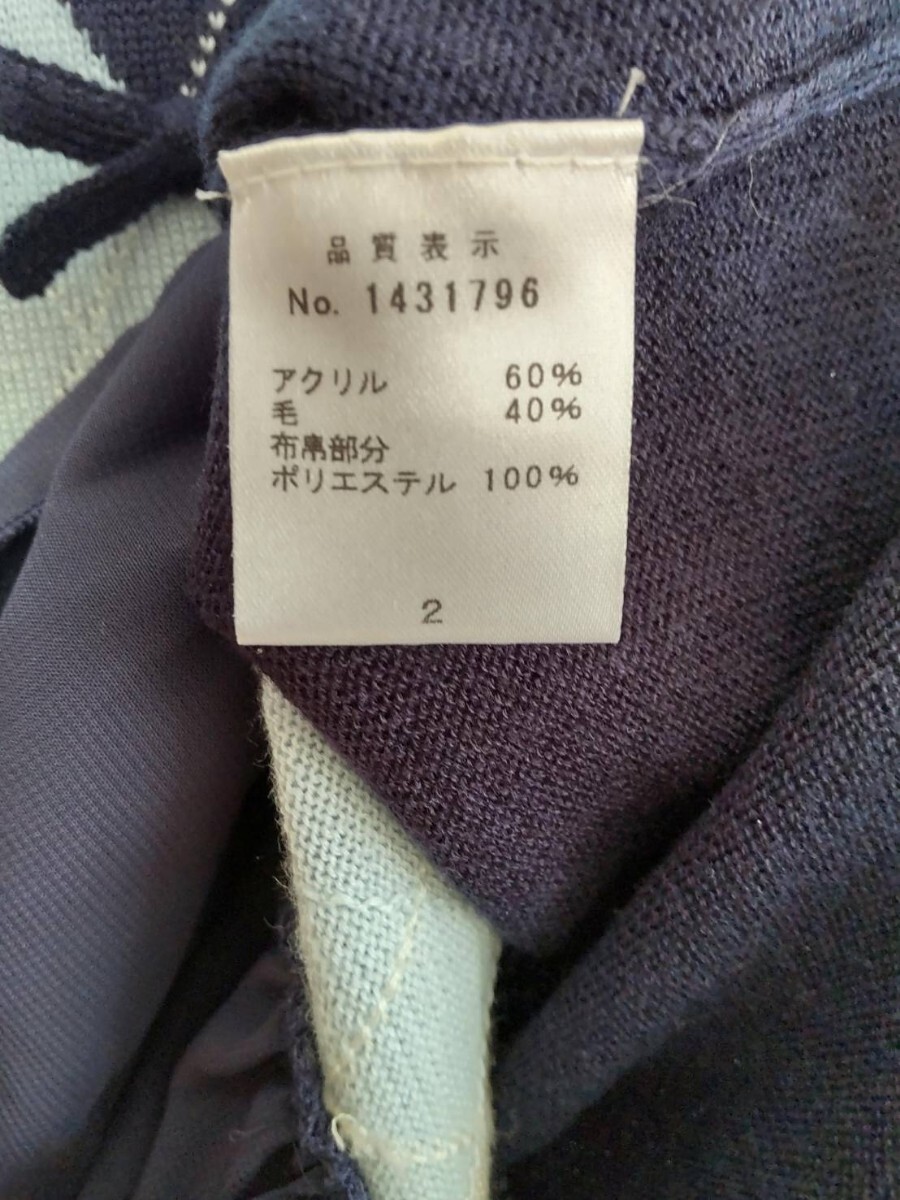 品質表示
No. 1431796
アクリル 60%
毛 40%
布帛部分
ポリエステル 100%
2